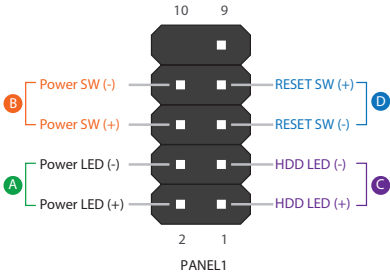 10 9
Power SW (-) RESET SW (+)
B D
Power SW (+) RESET SW (-)
Power LED (-) HDD LED (-)
A C
Power LED (+) HDD LED (+)
2 1
PANEL1